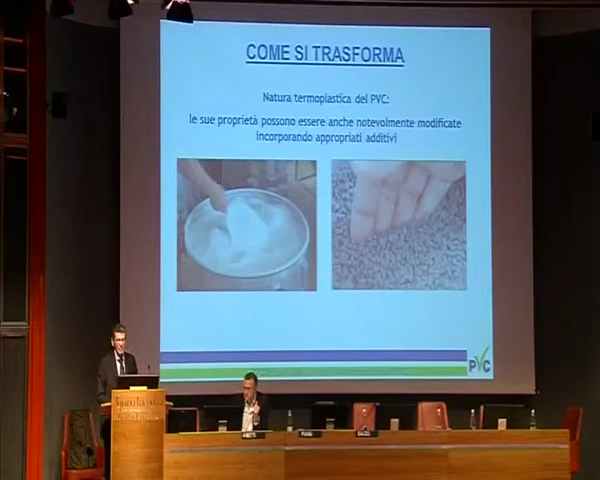 COME SI TRASFORMA
Natura termoplastica del PVC:
le sue proprietà possono essere anche notevolmente modificate
incorporando appropriati additivi
PVC